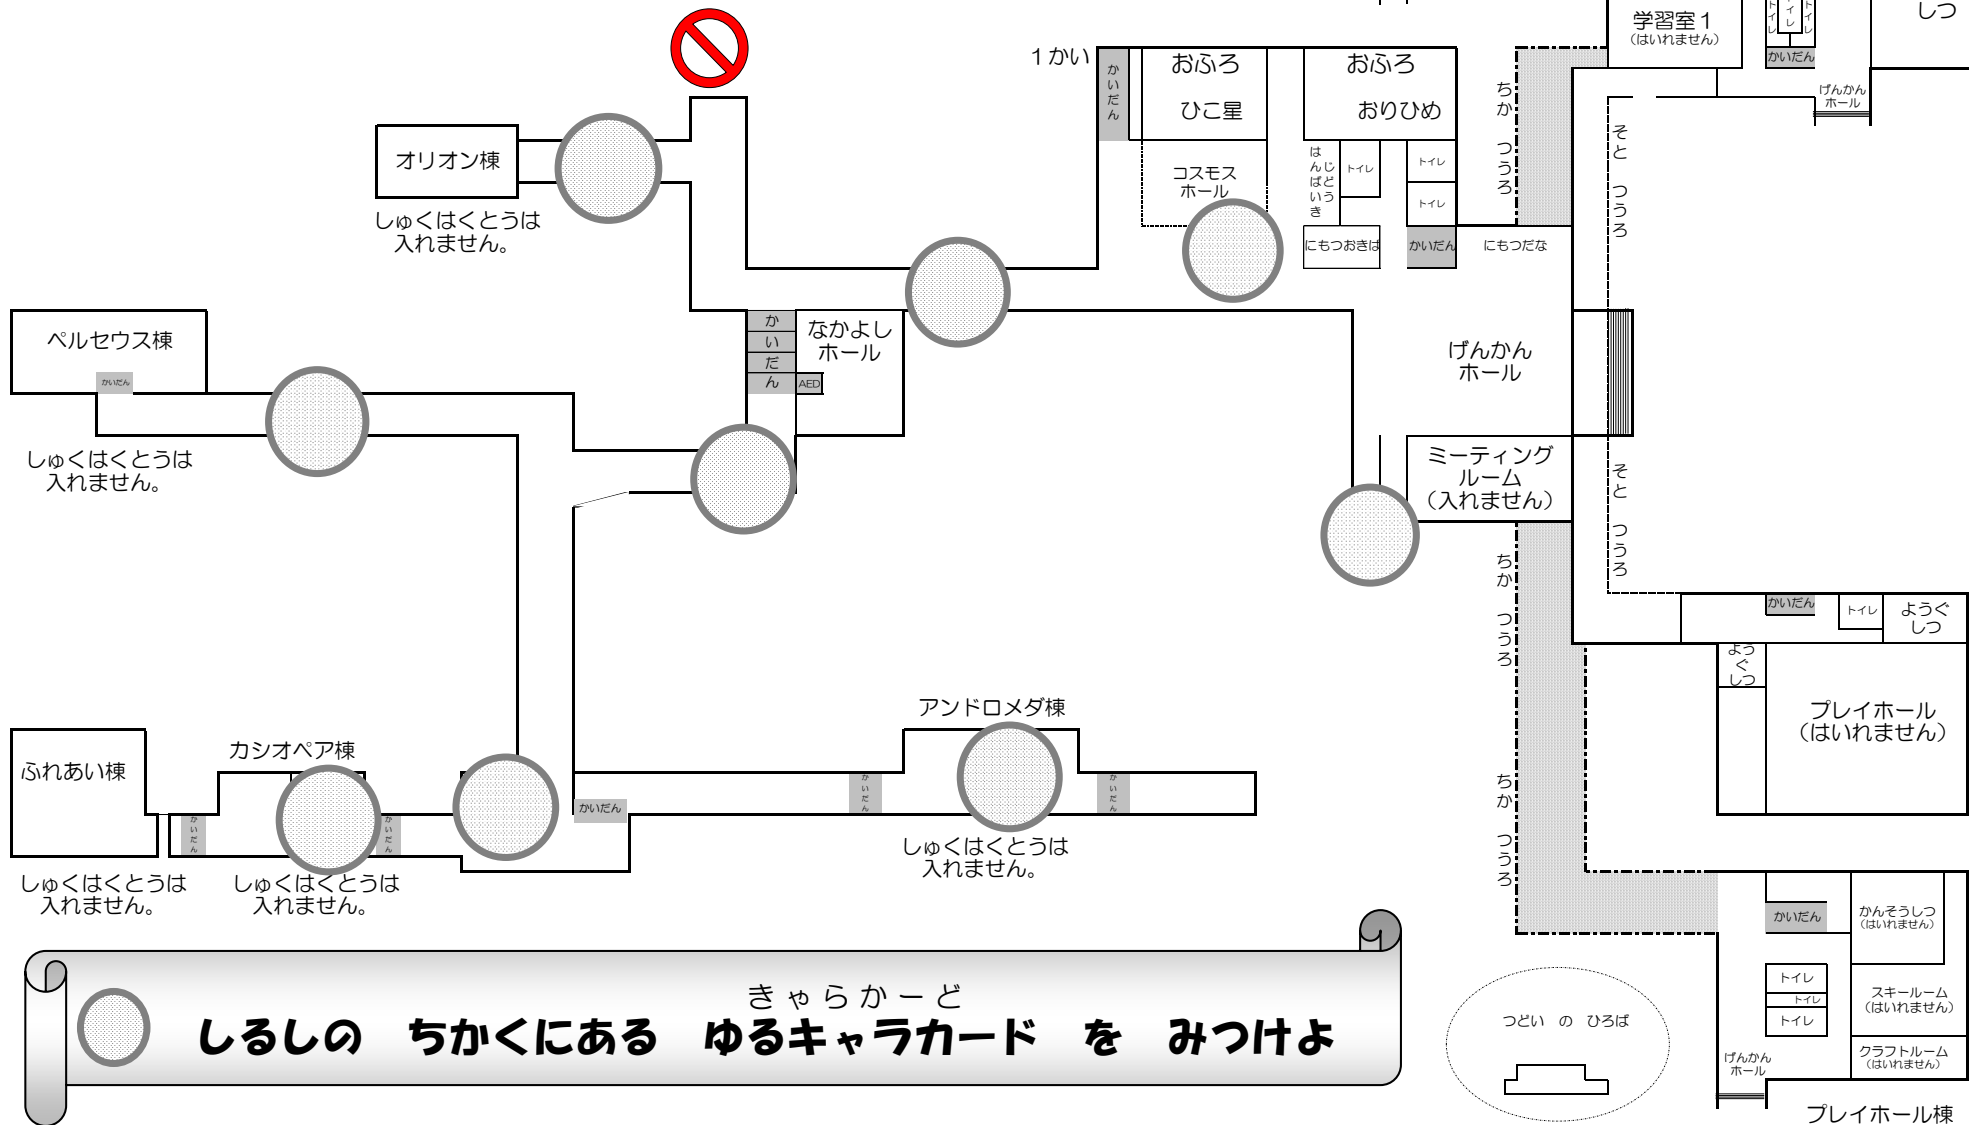 学習室１
（はいれません）
トイレ
トイレ
トイレ
かいだん
しつ
げんかん
ホール
１かい
かいだん
おふろ
ひこ星
おふろ
おりひめ
コスモス
ホール
じどう
はんばいき
トイレ
トイレ
トイレ
にもつおきば
かいだん
にもつだな
ちか　つうろ
そと　つうろ
オリオン棟
しゅくはくとうは
入れません。
ペルセウス棟
かいだん
しゅくはくとうは
入れません。
かいだん
なかよし
ホール
AED
げんかん
ホール
ミーティング
ルーム
（入れません）
そと　つうろ
ちか　つうろ
かいだん
トイレ
ようぐ
しつ
ようぐ
しつ
プレイホール
（はいれません）
ちか　つうろ
アンドロメダ棟
かいだん
かいだん
しゅくはくとうは
入れません。
ふれあい棟
しゅくはくとうは
入れません。
カシオペア棟
かいだん
かいだん
しゅくはくとうは
入れません。
かいだん
かいだん
かんそうしつ
（はいれません）
トイレ
トイレ
トイレ
スキールーム
（はいれません）
クラフトルーム
（はいれません）
げんかん
ホール
プレイホール棟
つどい　の　ひろば
きゃらかーど
しるしの　ちかくにある　ゆるキャラカード　を　みつけよ